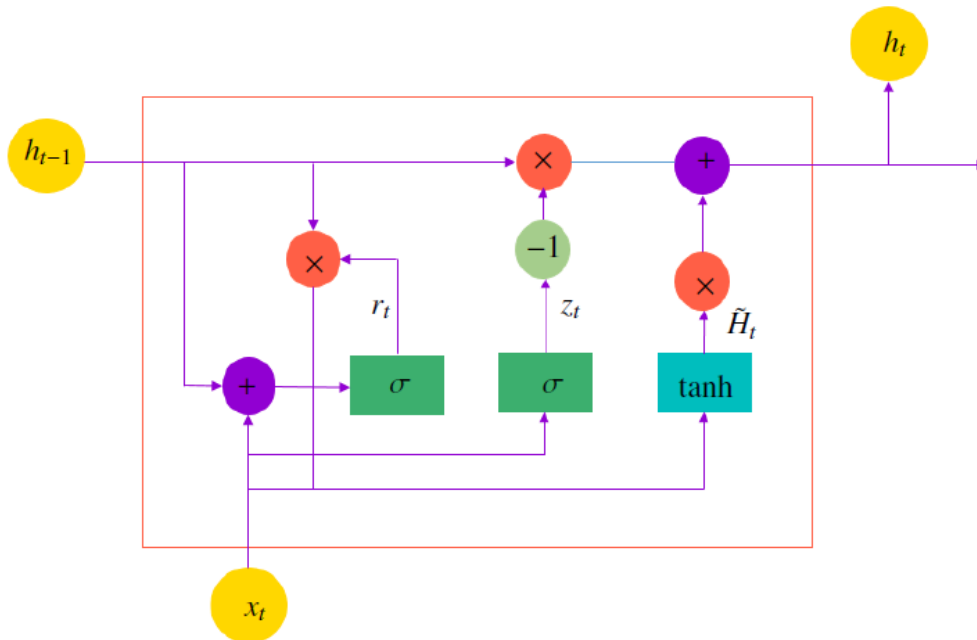 h_t
h_{t−1}
×
+
×
−1
×
r_t
z_t
H̃_t
+
σ
σ
tanh
x_t